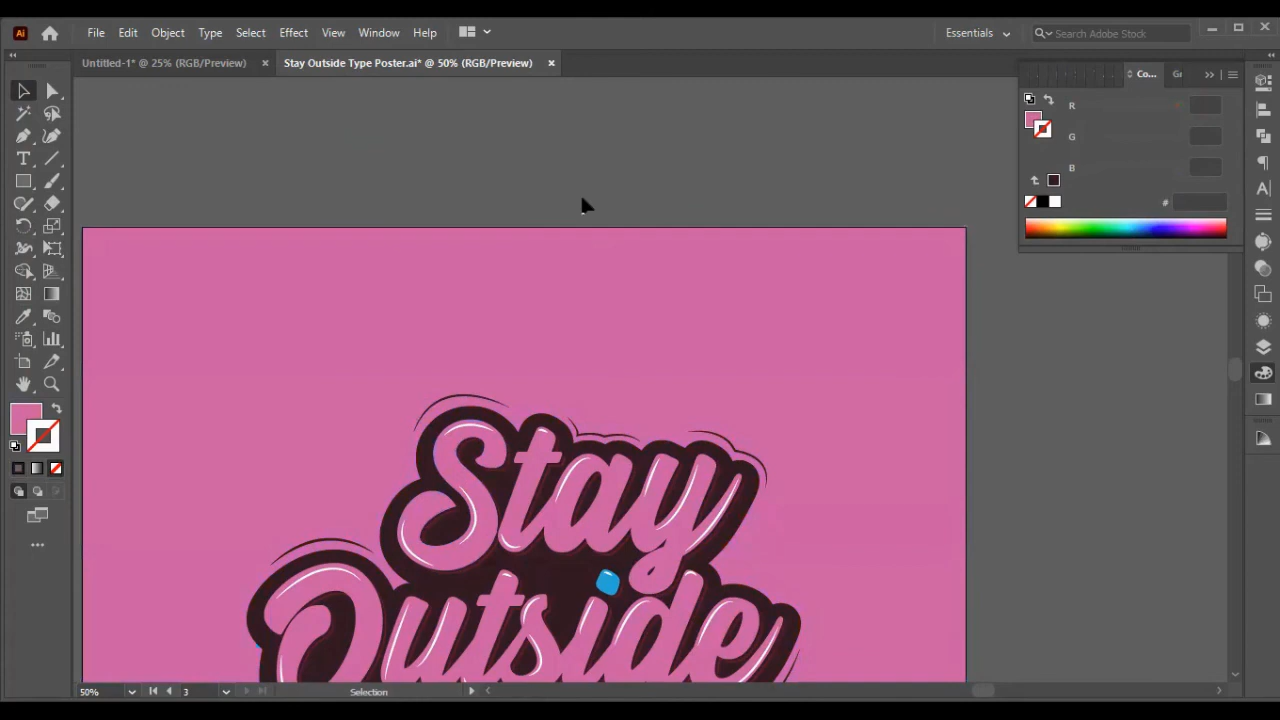 Ai File Edit Object Type Select Effect View Window Help Essentials Search Adobe Stock
Untitled-1* @ 25% (RGB/Preview) × Stay Outside Type Poster.ai* @ 50% (RGB/Preview) ×
Co... Gr
R
G
B
#
Stay
Outside
50% 3 Selection